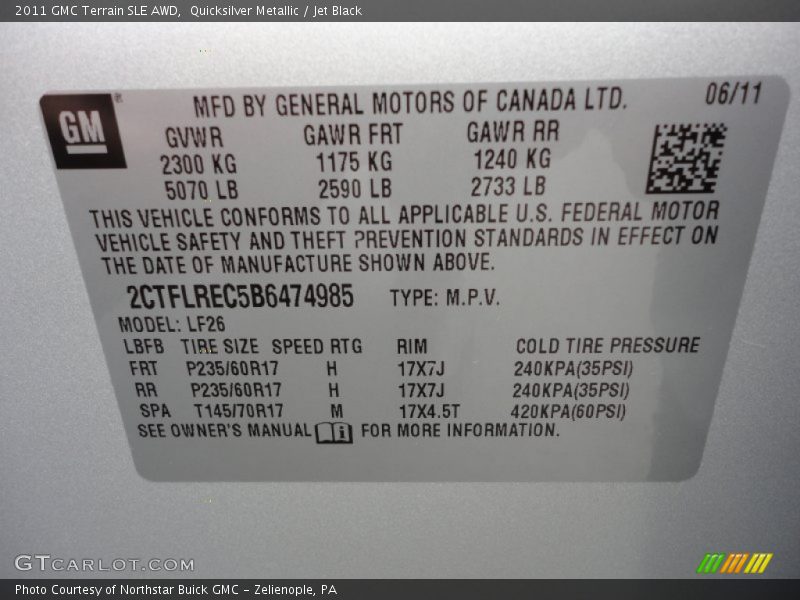 2011 GMC Terrain SLE AWD, Quicksilver Metallic / Jet Black
GM®
MFD BY GENERAL MOTORS OF CANADA LTD. 06/11
GVWR GAWR FRT GAWR RR
2300 KG 1175 KG 1240 KG
5070 LB 2590 LB 2733 LB
THIS VEHICLE CONFORMS TO ALL APPLICABLE U.S. FEDERAL MOTOR
VEHICLE SAFETY AND THEFT PREVENTION STANDARDS IN EFFECT ON
THE DATE OF MANUFACTURE SHOWN ABOVE.
2CTFLREC5B6474985 TYPE: M.P.V.
MODEL: LF26
LBFB TIRE SIZE SPEED RTG RIM COLD TIRE PRESSURE
FRT P235/60R17 H 17X7J 240KPA(35PSI)
RR P235/60R17 H 17X7J 240KPA(35PSI)
SPA T145/70R17 M 17X4.5T 420KPA(60PSI)
SEE OWNER'S MANUAL i FOR MORE INFORMATION.
GTCARLOT.COM
Photo Courtesy of Northstar Buick GMC - Zelienople, PA